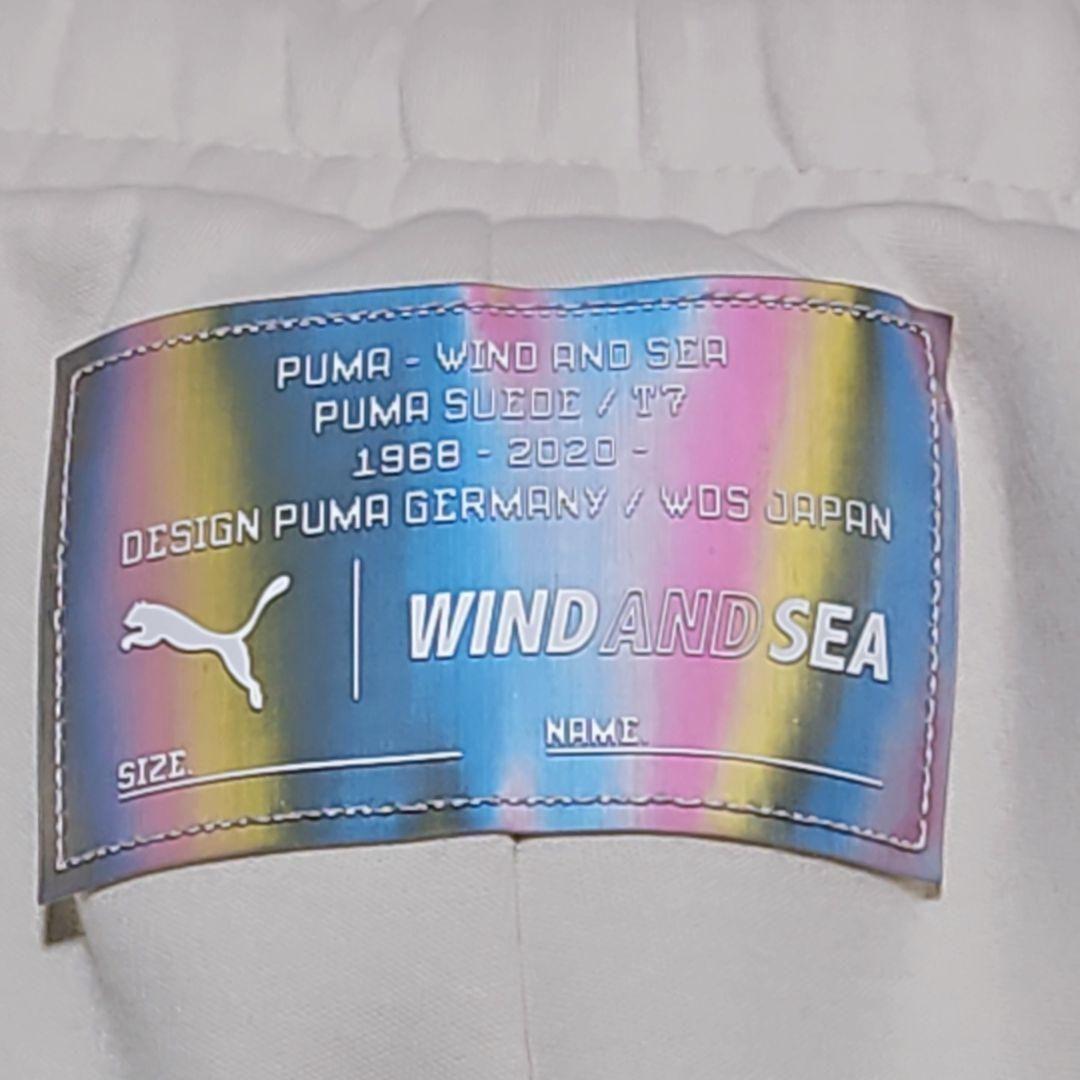 PUMA - WIND AND SEA
PUMA SUEDE / T7
1968 - 2020 -
DESIGN PUMA GERMANY / WDS JAPAN
WIND AND SEA
SIZE.
NAME.